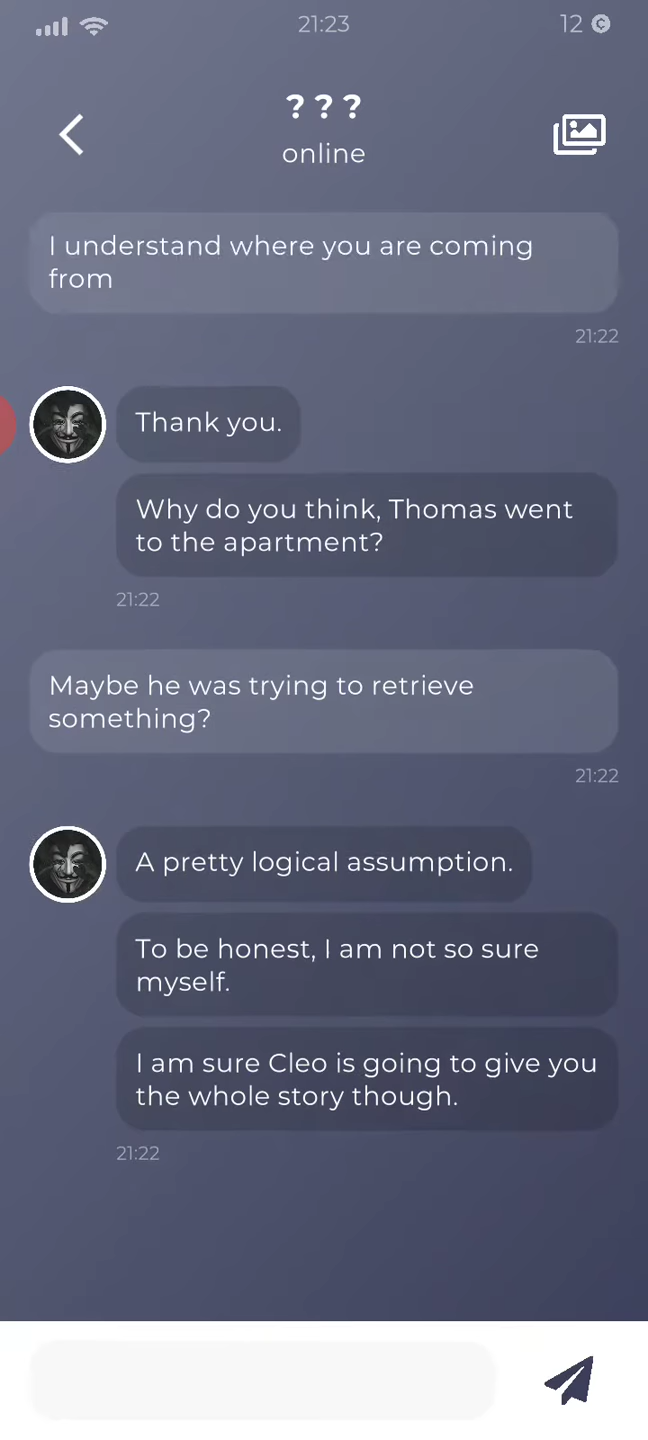 21:23
12
? ? ?
online
I understand where you are coming
from
21:22
Thank you.
Why do you think, Thomas went
to the apartment?
21:22
Maybe he was trying to retrieve
something?
21:22
A pretty logical assumption.
To be honest, I am not so sure
myself.
I am sure Cleo is going to give you
the whole story though.
21:22